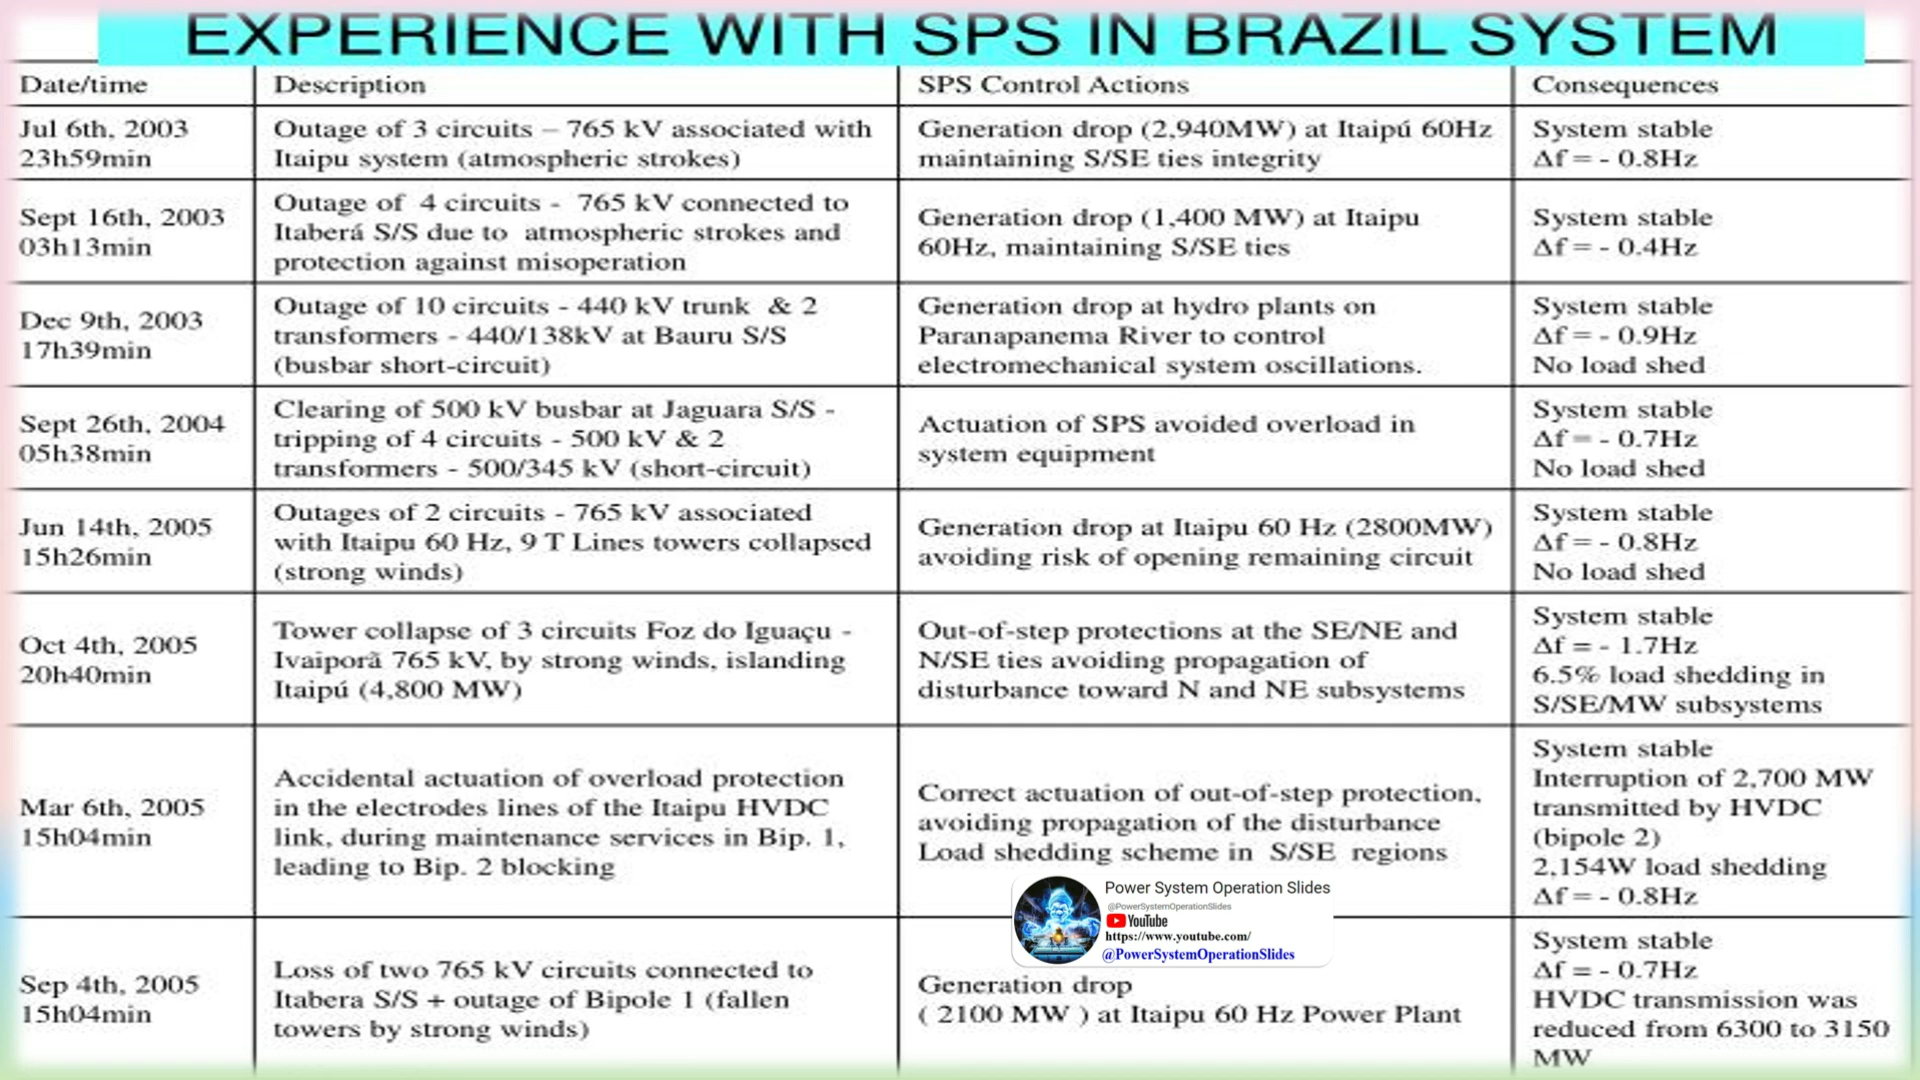 EXPERIENCE WITH SPS IN BRAZIL SYSTEM
Date/time
Description
SPS Control Actions
Consequences
Jul 6th, 2003
23h59min
Outage of 3 circuits – 765 kV associated with
Itaipu system (atmospheric strokes)
Generation drop (2,940MW) at Itaipú 60Hz
maintaining S/SE ties integrity
System stable
Δf = - 0.8Hz
Sept 16th, 2003
03h13min
Outage of 4 circuits - 765 kV connected to
Itaberá S/S due to atmospheric strokes and
protection against misoperation
Generation drop (1,400 MW) at Itaipu
60Hz, maintaining S/SE ties
System stable
Δf = - 0.4Hz
Dec 9th, 2003
17h39min
Outage of 10 circuits - 440 kV trunk & 2
transformers - 440/138kV at Bauru S/S
(busbar short-circuit)
Generation drop at hydro plants on
Paranapanema River to control
electromechanical system oscillations.
System stable
Δf = - 0.9Hz
No load shed
Sept 26th, 2004
05h38min
Clearing of 500 kV busbar at Jaguara S/S -
tripping of 4 circuits - 500 kV & 2
transformers - 500/345 kV (short-circuit)
Actuation of SPS avoided overload in
system equipment
System stable
Δf = - 0.7Hz
No load shed
Jun 14th, 2005
15h26min
Outages of 2 circuits - 765 kV associated
with Itaipu 60 Hz, 9 T Lines towers collapsed
(strong winds)
Generation drop at Itaipu 60 Hz (2800MW)
avoiding risk of opening remaining circuit
System stable
Δf = - 0.8Hz
No load shed
Oct 4th, 2005
20h40min
Tower collapse of 3 circuits Foz do Iguaçu -
Ivaiporã 765 kV, by strong winds, islanding
Itaipú (4,800 MW)
Out-of-step protections at the SE/NE and
N/SE ties avoiding propagation of
disturbance toward N and NE subsystems
System stable
Δf = - 1.7Hz
6.5% load shedding in
S/SE/MW subsystems
Mar 6th, 2005
15h04min
Accidental actuation of overload protection
in the electrodes lines of the Itaipu HVDC
link, during maintenance services in Bip. 1,
leading to Bip. 2 blocking
Correct actuation of out-of-step protection,
avoiding propagation of the disturbance
Load shedding scheme in S/SE regions
System stable
Interruption of 2,700 MW
transmitted by HVDC
(bipole 2)
2,154W load shedding
Δf = - 0.8Hz
Power System Operation Slides
@PowerSystemOperationSlides
YouTube
https://www.youtube.com/
@PowerSystemOperationSlides
Sep 4th, 2005
15h04min
Loss of two 765 kV circuits connected to
Itabera S/S + outage of Bipole 1 (fallen
towers by strong winds)
Generation drop
( 2100 MW ) at Itaipu 60 Hz Power Plant
System stable
Δf = - 0.7Hz
HVDC transmission was
reduced from 6300 to 3150
MW